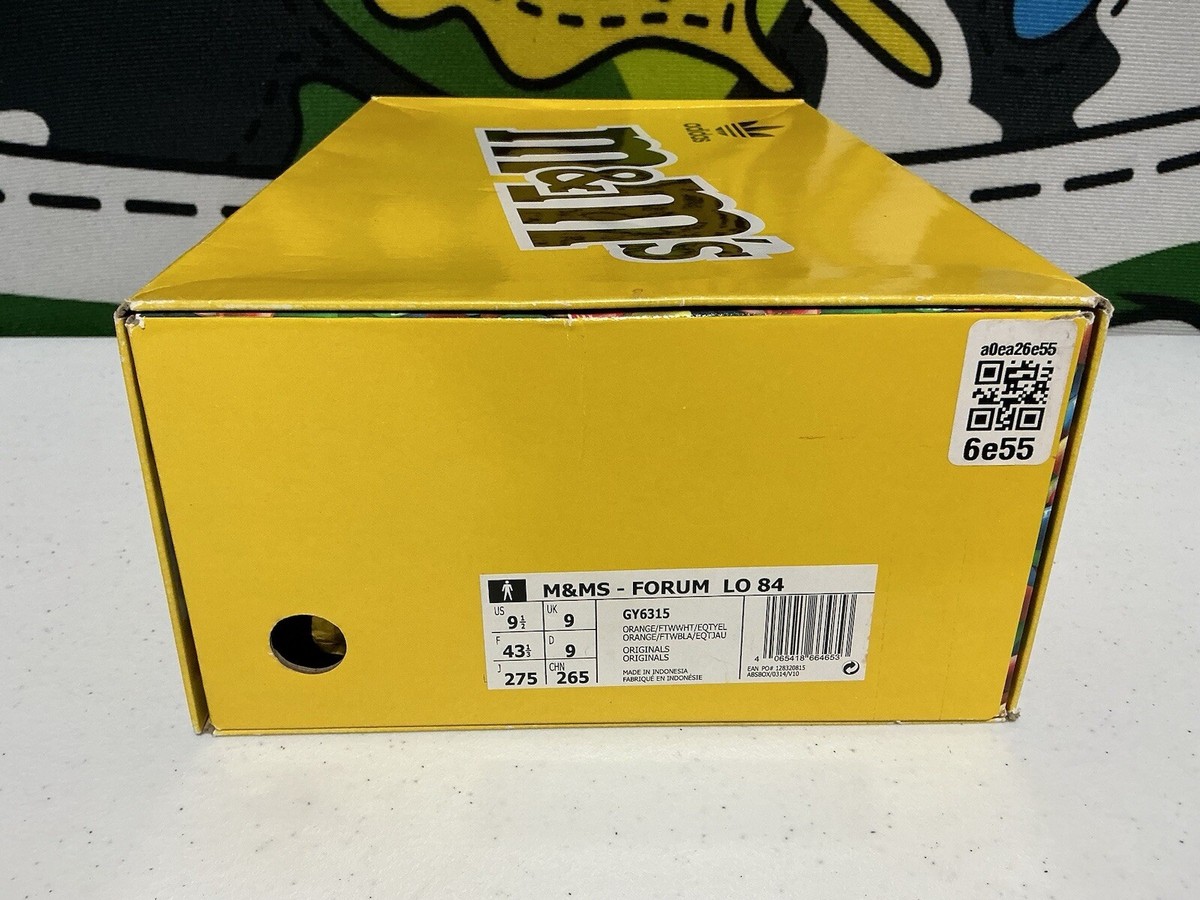 adidas
m&m's
a0ea26e55
6e55
M&MS - FORUM LO 84
US 9½
UK 9
F 43⅓
D 9
J 275
CHN 265
GY6315
ORANGE/FTWWHT/EQTYEL
ORANGE/FTWBLA/EQTJAU
ORIGINALS
ORIGINALS
MADE IN INDONESIA
FABRIQUÉ EN INDONÉSIE
4 065418 664653
EAN PO# 128320815
ABSBOX/0314/V10